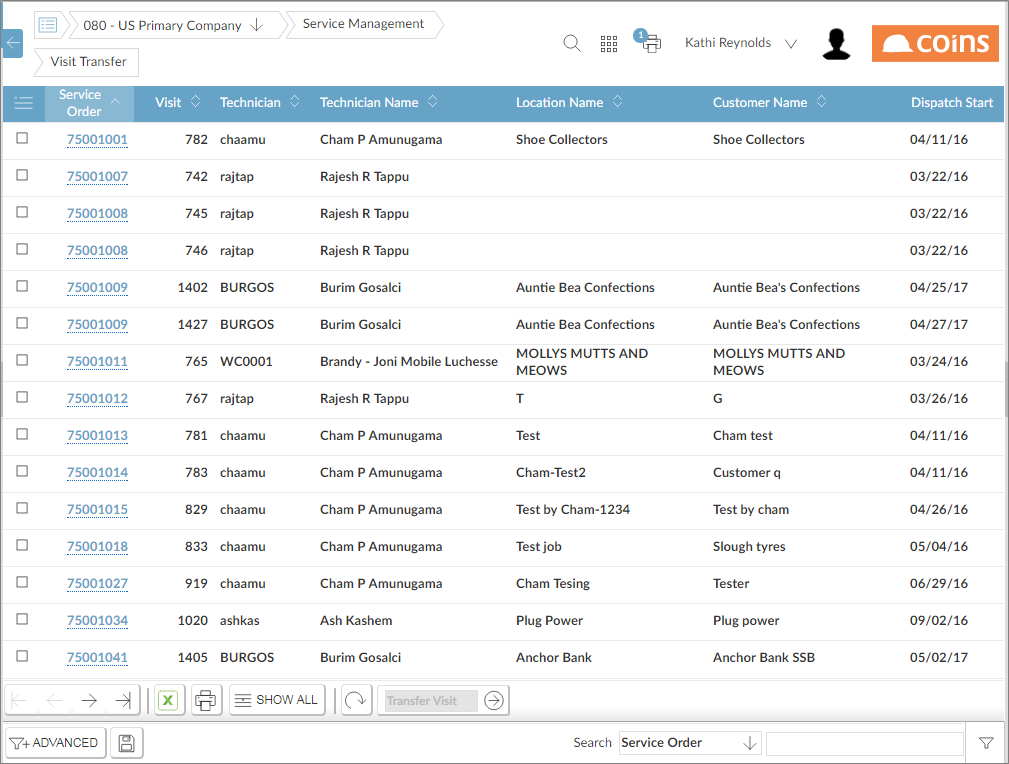 080 - US Primary Company
Service Management
Visit Transfer
1
Kathi Reynolds
coins
Service Order Visit Technician Technician Name Location Name Customer Name Dispatch Start
75001001 782 chaamu Cham P Amunugama Shoe Collectors Shoe Collectors 04/11/16
75001007 742 rajtap Rajesh R Tappu 03/22/16
75001008 745 rajtap Rajesh R Tappu 03/22/16
75001008 746 rajtap Rajesh R Tappu 03/22/16
75001009 1402 BURGOS Burim Gosalci Auntie Bea Confections Auntie Bea's Confections 04/25/17
75001009 1427 BURGOS Burim Gosalci Auntie Bea Confections Auntie Bea's Confections 04/27/17
75001011 765 WC0001 Brandy - Joni Mobile Luchesse MOLLYS MUTTS AND MEOWS MOLLYS MUTTS AND MEOWS 03/24/16
75001012 767 rajtap Rajesh R Tappu T G 03/26/16
75001013 781 chaamu Cham P Amunugama Test Cham test 04/11/16
75001014 783 chaamu Cham P Amunugama Cham-Test2 Customer q 04/11/16
75001015 829 chaamu Cham P Amunugama Test by Cham-1234 Test by cham 04/26/16
75001018 833 chaamu Cham P Amunugama Test job Slough tyres 05/04/16
75001027 919 chaamu Cham P Amunugama Cham Tesing Tester 06/29/16
75001034 1020 ashkas Ash Kashem Plug Power Plug power 09/02/16
75001041 1405 BURGOS Burim Gosalci Anchor Bank Anchor Bank SSB 05/02/17
X SHOW ALL Transfer Visit
ADVANCED Search Service Order